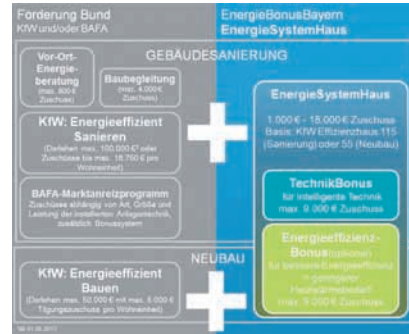 Förderung Bund
KfW und/oder BAFA
EnergieBonusBayern
EnergieSystemHaus
GEBÄUDESANIERUNG
Vor-Ort-
Energie-
beratung
(max. 800 €
Zuschuss)
Baubegleitung
(max. 4.000 €
Zuschuss)
KfW: Energieeffizient
Sanieren
(Darlehen max. 100.000 €* oder
Zuschüsse bis max. 18.750 pro
Wohneinheit)
BAFA-Marktanreizprogramm
Zuschüsse abhängig von Art, Größe und
Leistung der installierten Anlagentechnik,
zusätzlich Bonussystem
EnergieSystemHaus
1.000 € - 18.000 € Zuschuss
Basis: KfW Effizienzhaus 115
(Sanierung) oder 55 (Neubau)
TechnikBonus
für intelligente Technik
max. 9.000 € Zuschuss
Energieeffizienz-
Bonus
für bessere Energieeffizienz
max. 9.000 € Zuschuss
NEUBAU
KfW: Energieeffizient
Bauen
(Darlehen max. 50.000 € mit max. 5.000 €
Tilgungszuschuss pro Wohneinheit)